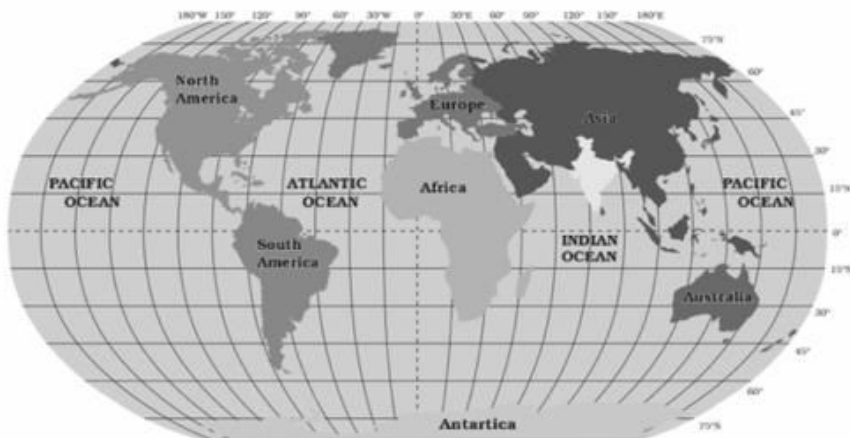 180°W 150° 120° 90° 60° 30°W 0° 30°E 60° 90° 120° 150° 180°E
75°N
60°
45°
30°
15°N
0°
15°N
30°
45°
60°
75°S
North
America
Europe
Asia
PACIFIC
OCEAN
ATLANTIC
OCEAN
Africa
PACIFIC
OCEAN
South
America
INDIAN
OCEAN
Australia
Antartica